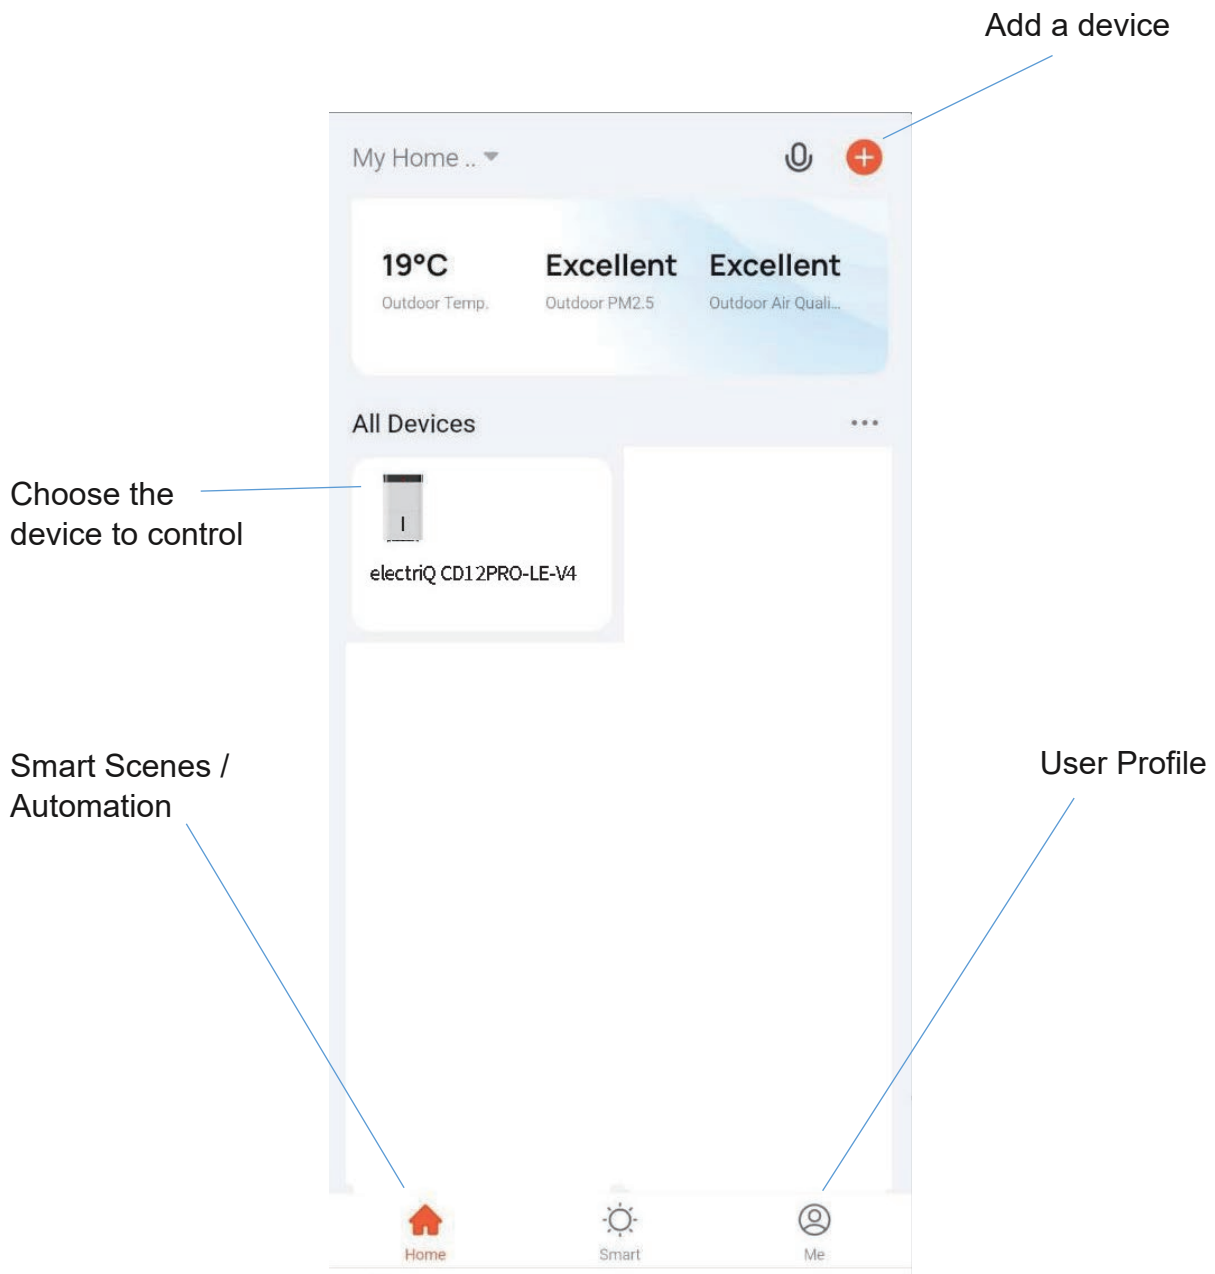 Add a device
My Home ..
19°C
Excellent
Excellent
Outdoor Temp.
Outdoor PM2.5
Outdoor Air Quali...
All Devices
Choose the
device to control
electriQ CD12PRO-LE-V4
Smart Scenes /
Automation
User Profile
Home
Smart
Me